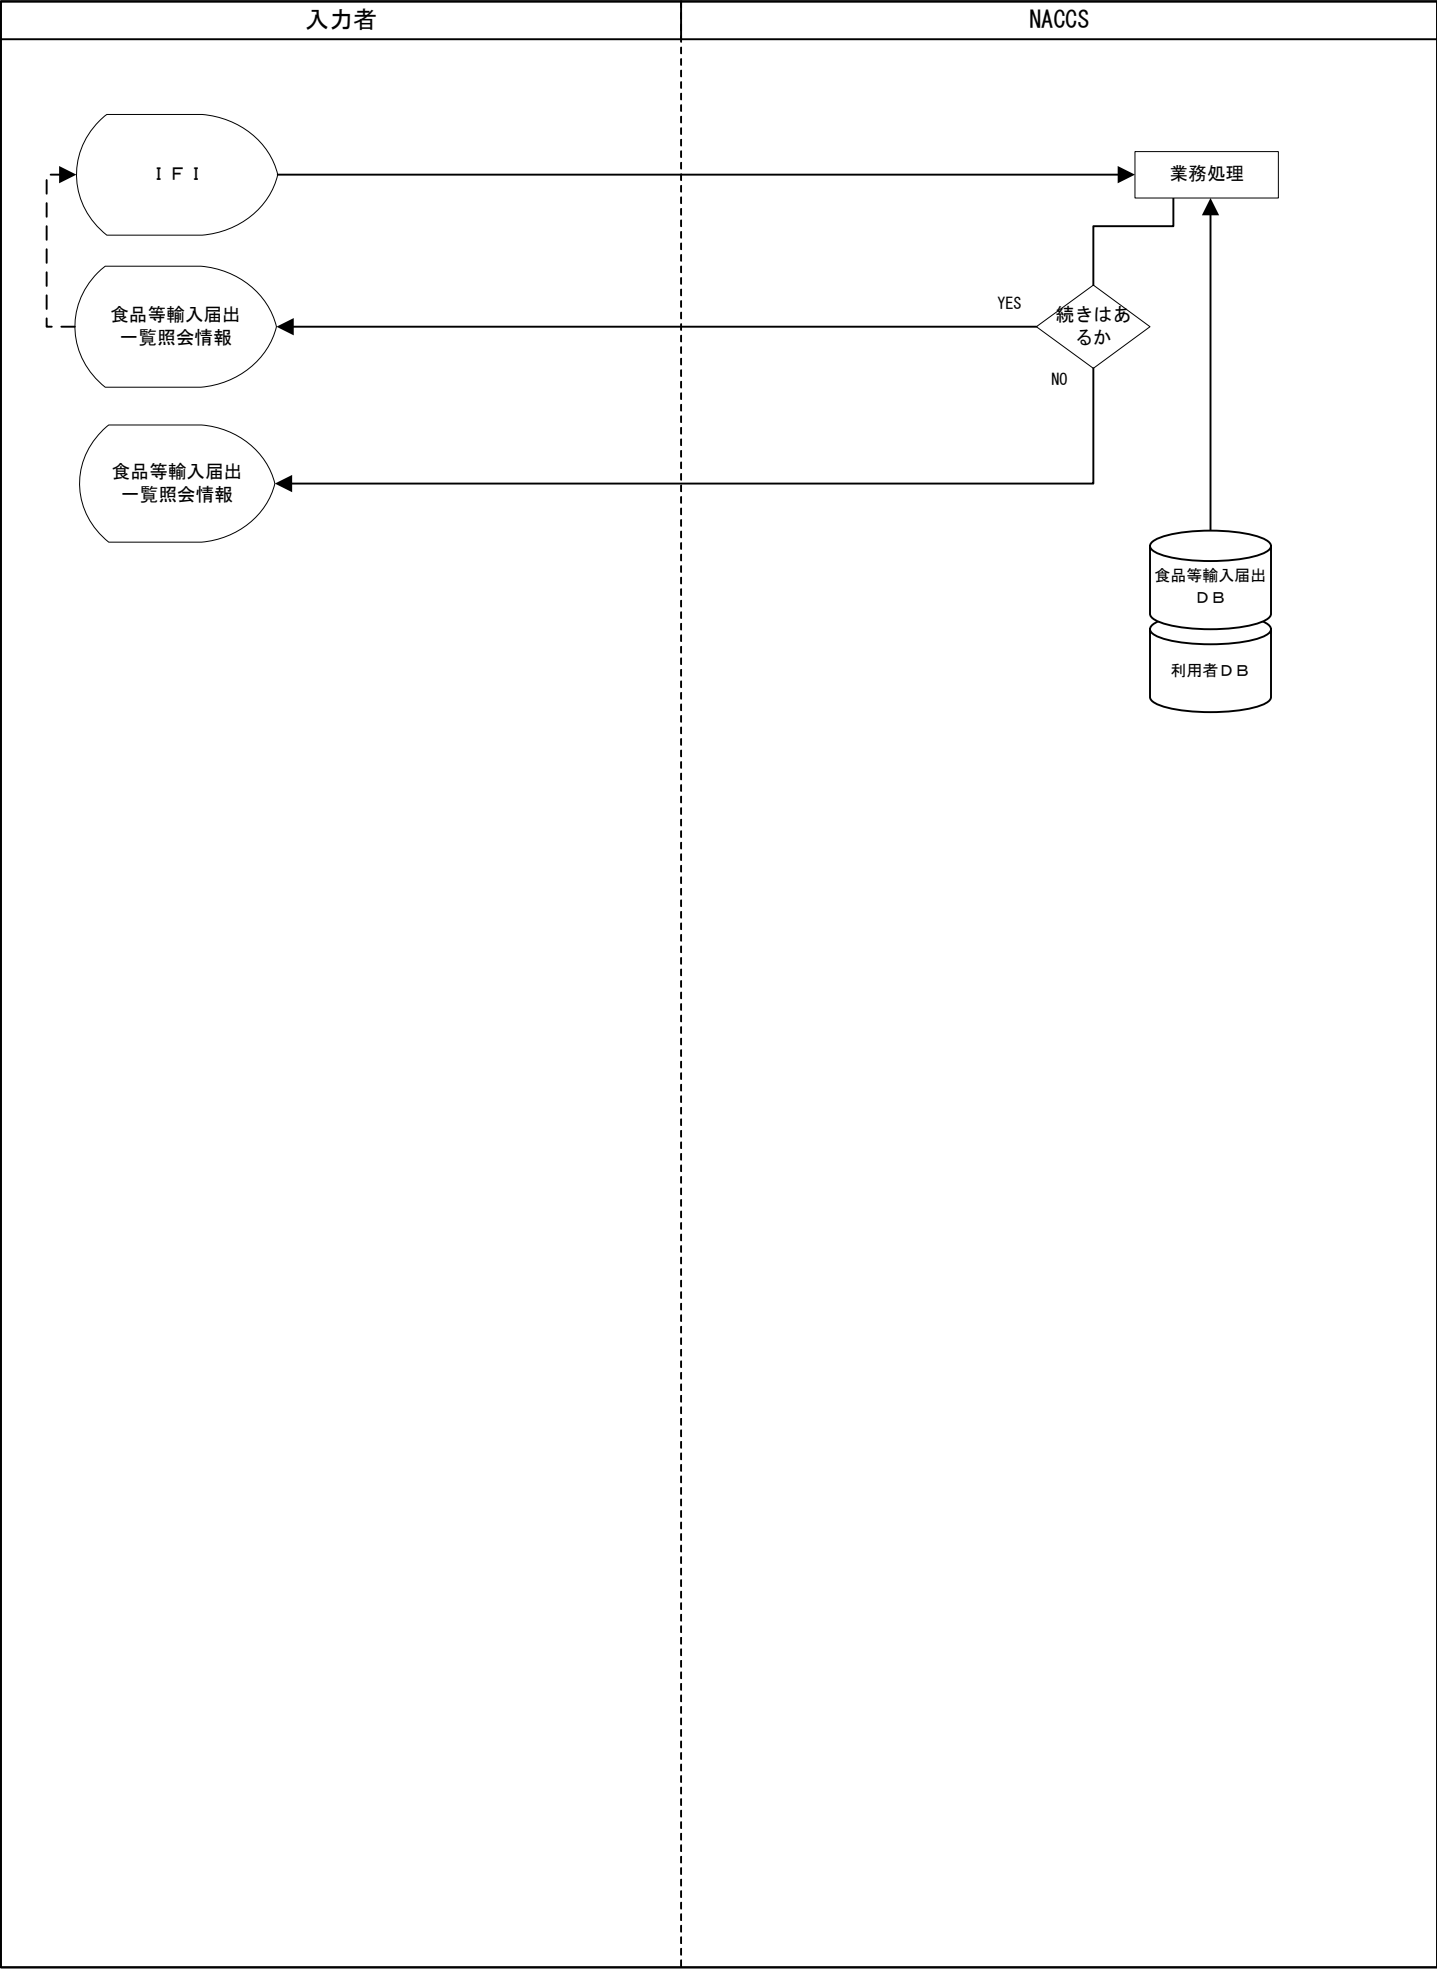 入力者
NACCS
ＩＦＩ
業務処理
食品等輸入届出
一覧照会情報
YES
続きはあ
るか
NO
食品等輸入届出
一覧照会情報
食品等輸入届出
ＤＢ
利用者ＤＢ